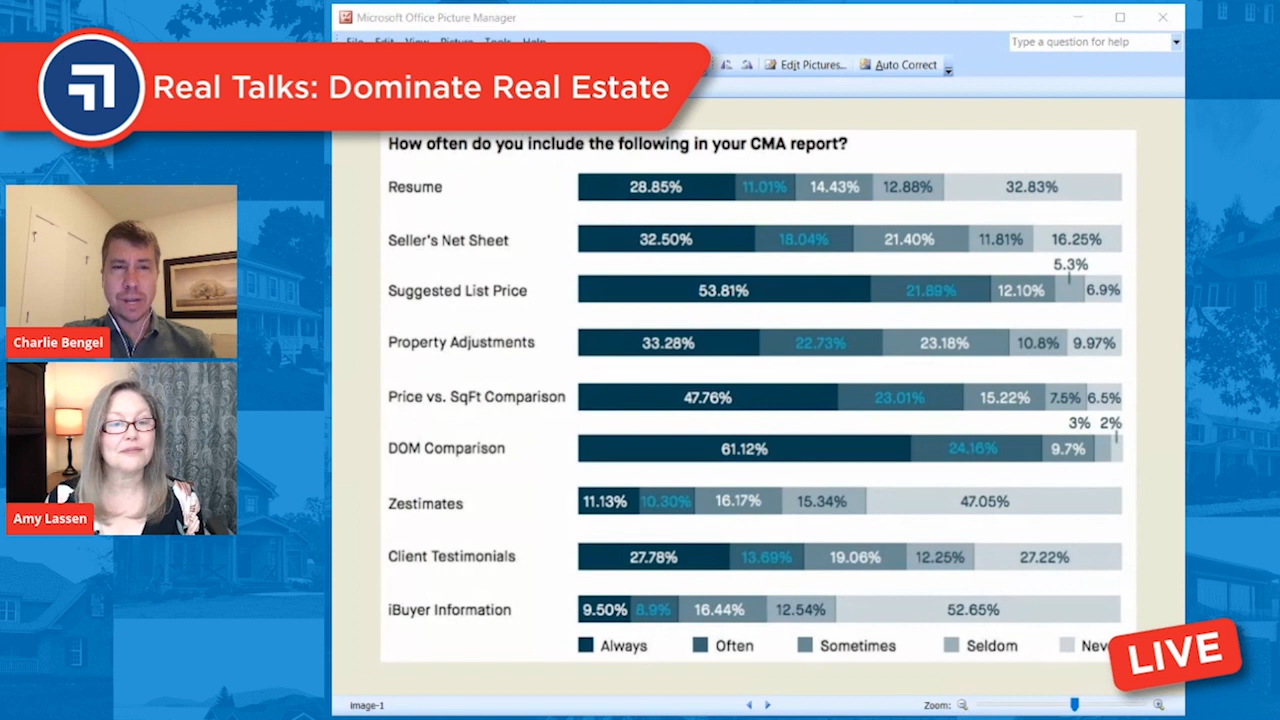 Microsoft Office Picture Manager
File Edit View Picture Tools Help
Type a question for help
Edit Pictures...
Auto Correct
Real Talks: Dominate Real Estate
How often do you include the following in your CMA report?
Resume 28.85% 11.01% 14.43% 12.88% 32.83%
Seller's Net Sheet 32.50% 18.04% 21.40% 11.81% 16.25%
5.3%
Suggested List Price 53.81% 21.89% 12.10% 6.9%
Property Adjustments 33.28% 22.73% 23.18% 10.8% 9.97%
Price vs. SqFt Comparison 47.76% 23.01% 15.22% 7.5% 6.5%
3% 2%
DOM Comparison 61.12% 24.16% 9.7%
Zestimates 11.13% 10.30% 16.17% 15.34% 47.05%
Client Testimonials 27.78% 13.69% 19.06% 12.25% 27.22%
iBuyer Information 9.50% 8.9% 16.44% 12.54% 52.65%
Always Often Sometimes Seldom
Charlie Bengel
Amy Lassen
LIVE
image-1
Zoom: